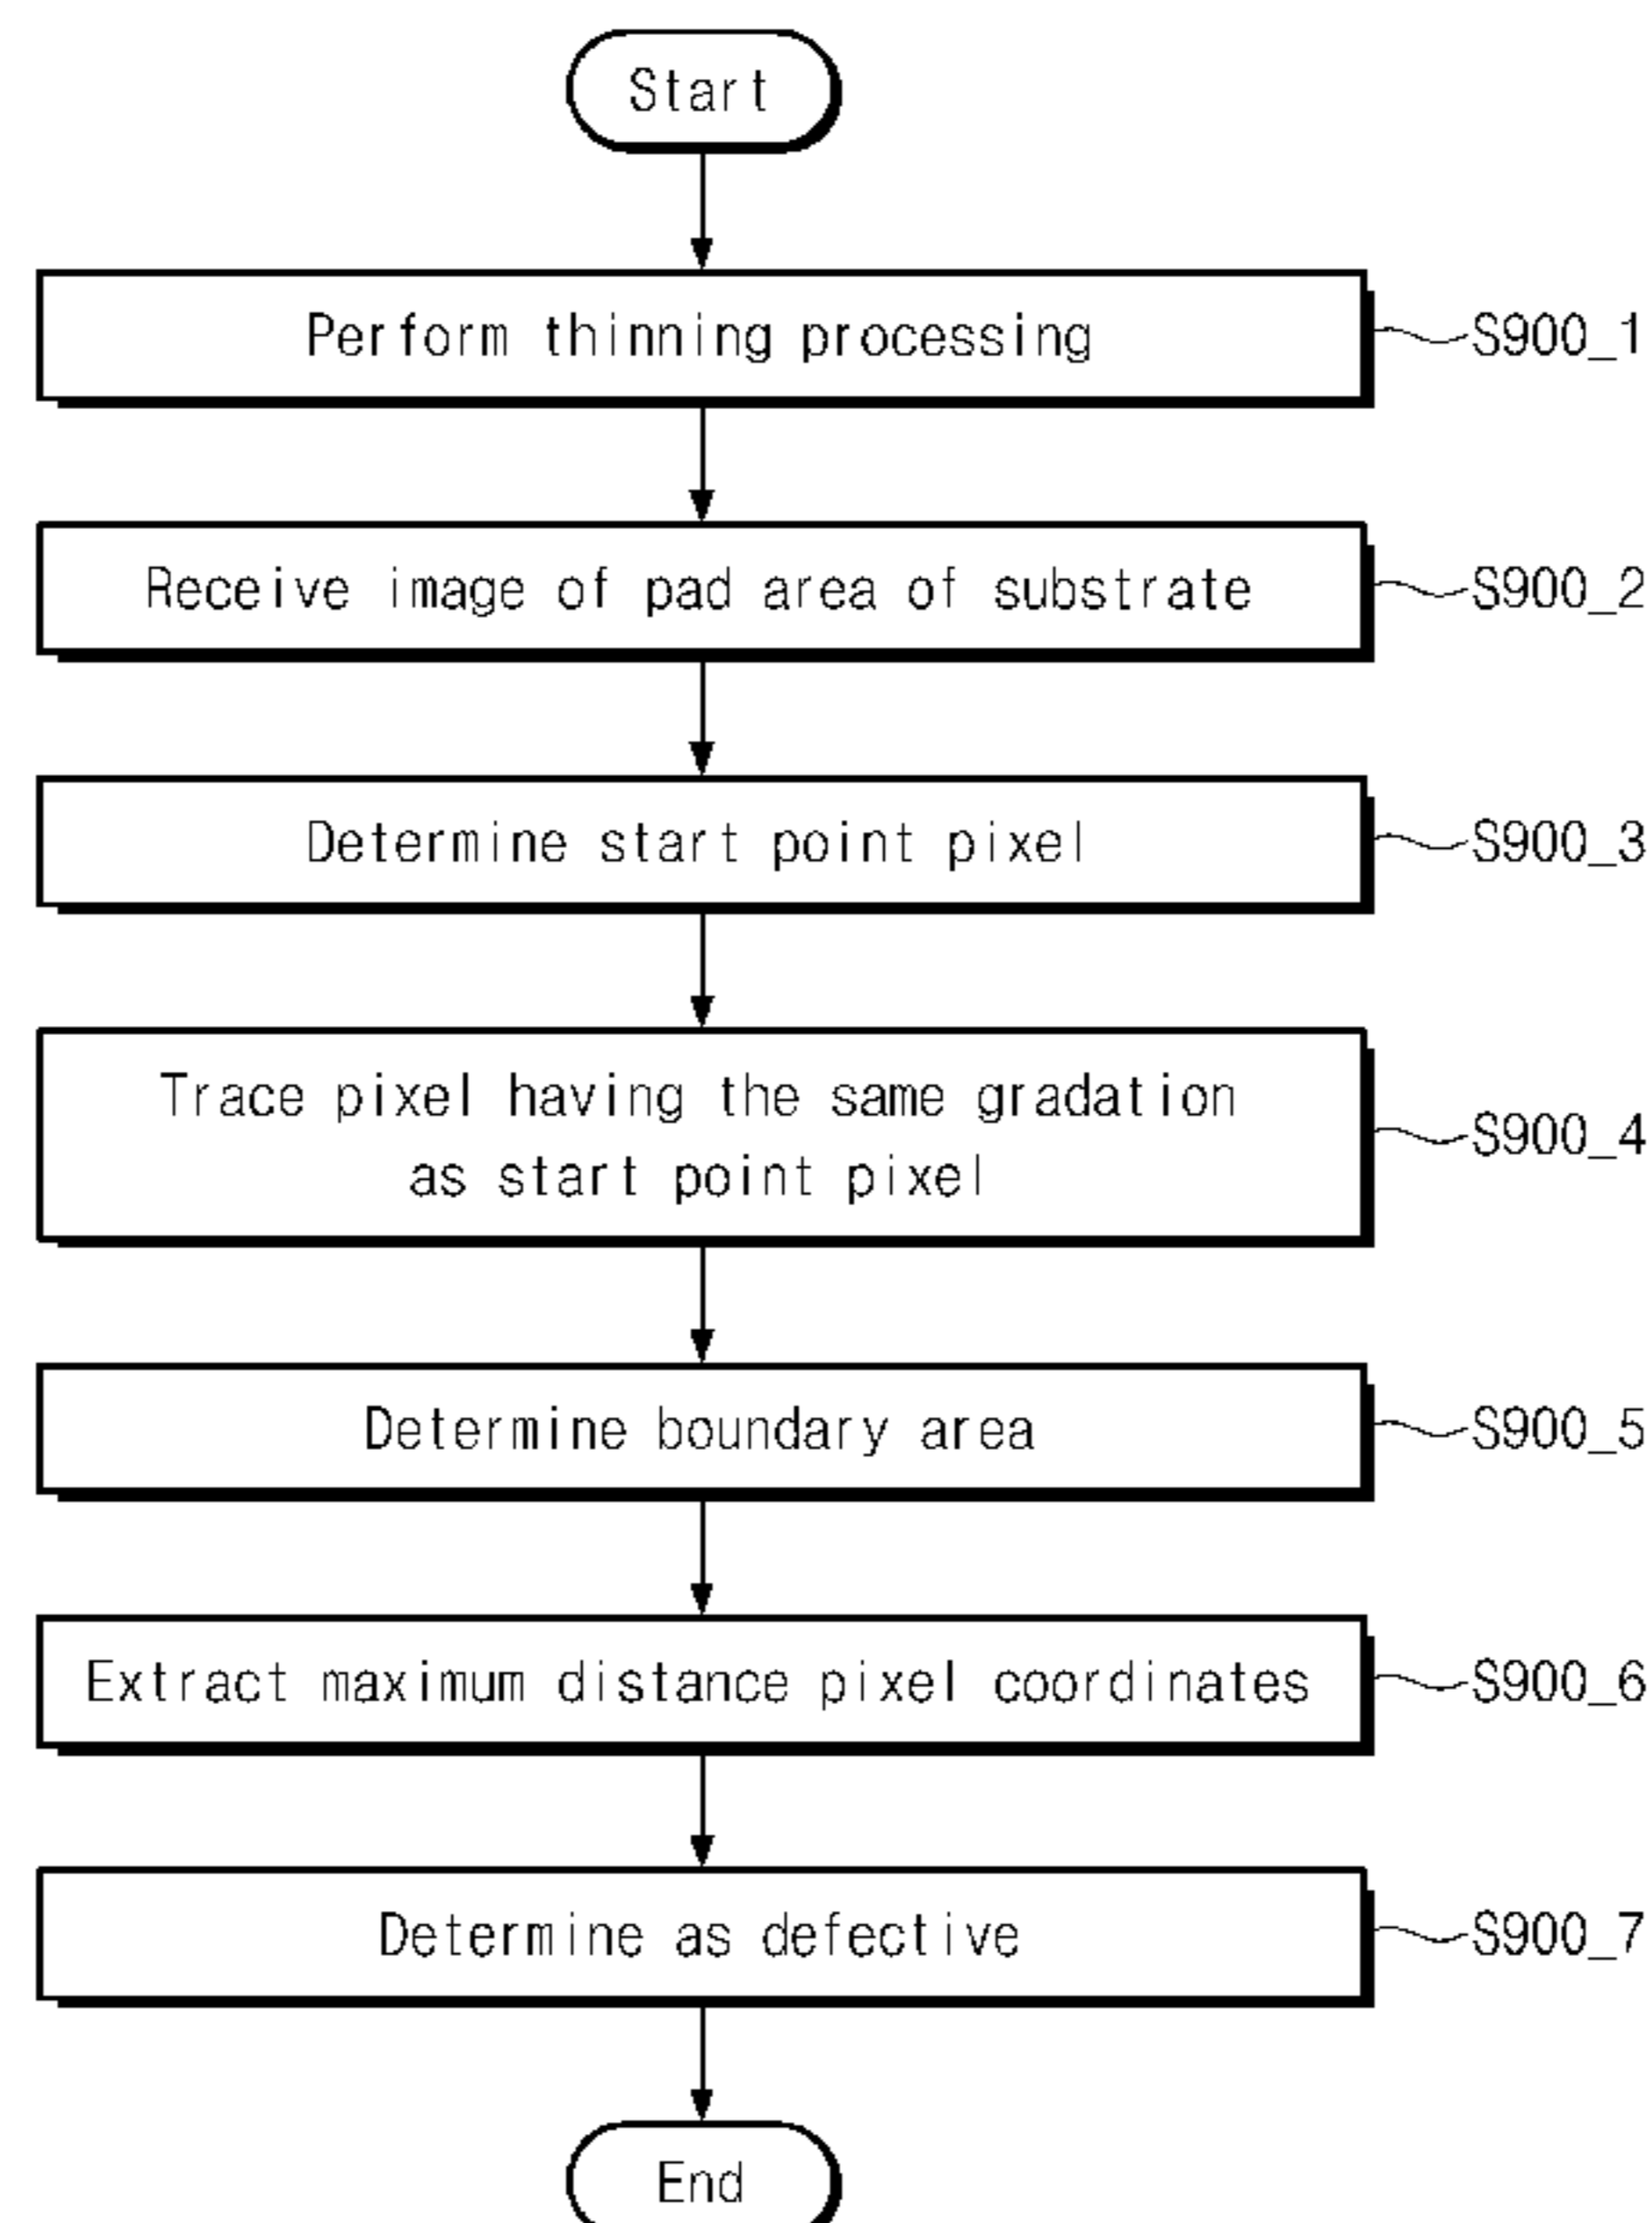 Start
Perform thinning processing
S900_1
Receive image of pad area of substrate
S900_2
Determine start point pixel
S900_3
Trace pixel having the same gradation
as start point pixel
S900_4
Determine boundary area
S900_5
Extract maximum distance pixel coordinates
S900_6
Determine as defective
S900_7
End